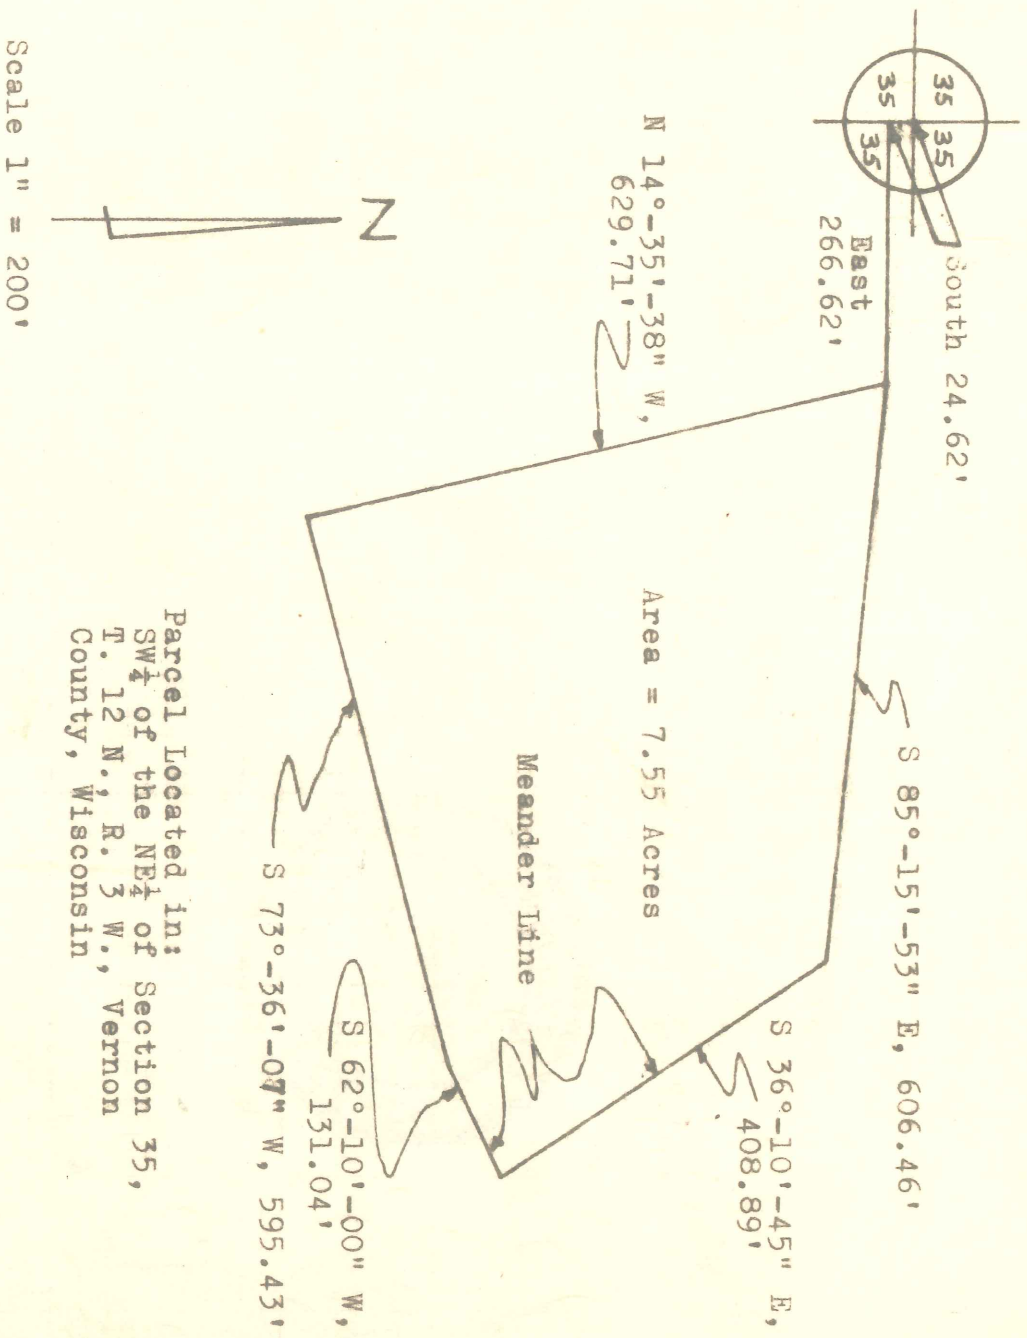 35 35
35 35
South 24.62'
East
266.62'
S 85°-15'-53" E, 606.46'
N 14°-35'-38" W,
629.71'
Area = 7.55 Acres
S 36°-10'-45" E,
408.89'
Meander Line
S 62°-10'-00" W,
131.04'
S 73°-36'-07" W, 595.43'
N
Parcel Located in:
SW¼ of the NE¼ of Section 35,
T. 12 N., R. 3 W., Vernon
County, Wisconsin
Scale 1" = 200'